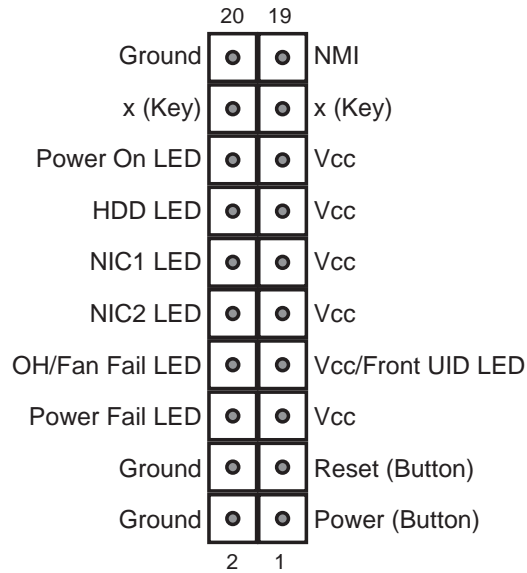 20 19
Ground NMI
x (Key) x (Key)
Power On LED Vcc
HDD LED Vcc
NIC1 LED Vcc
NIC2 LED Vcc
OH/Fan Fail LED Vcc/Front UID LED
Power Fail LED Vcc
Ground Reset (Button)
Ground Power (Button)
2 1